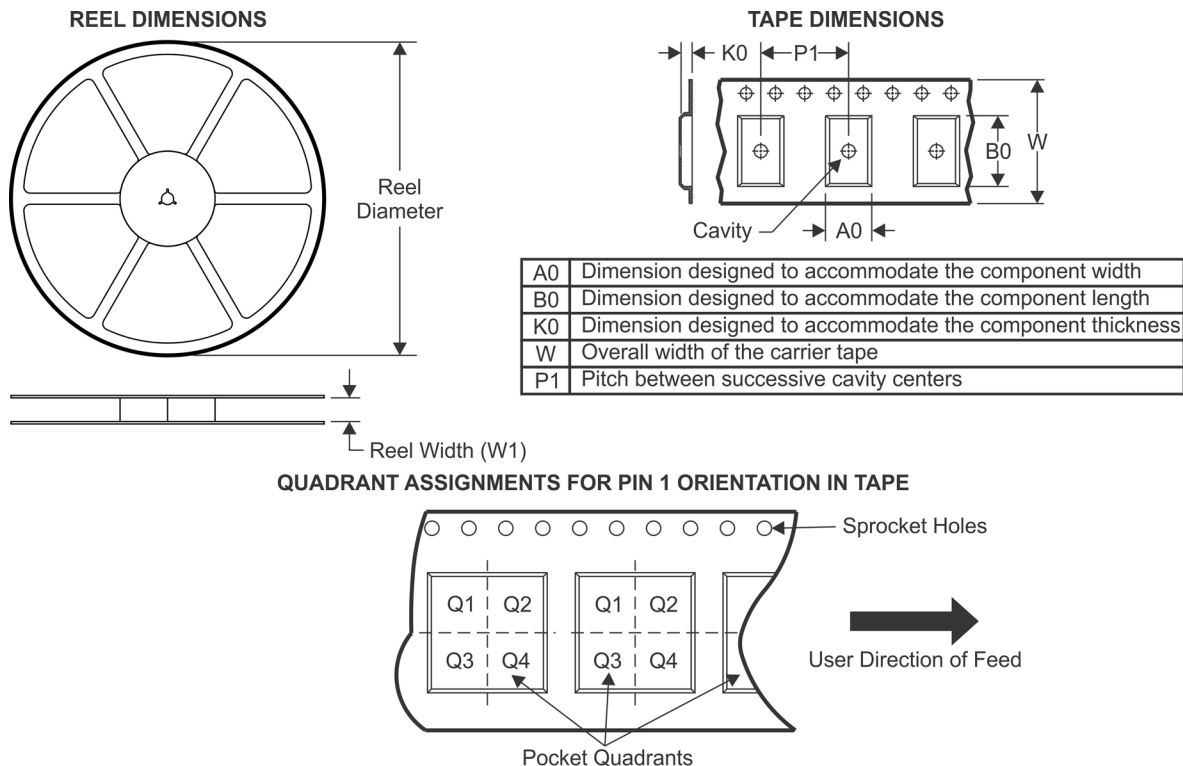 REEL DIMENSIONS
Reel
Diameter
Reel Width (W1)
TAPE DIMENSIONS
K0
P1
B0
W
Cavity
A0
A0 Dimension designed to accommodate the component width
B0 Dimension designed to accommodate the component length
K0 Dimension designed to accommodate the component thickness
W Overall width of the carrier tape
P1 Pitch between successive cavity centers
QUADRANT ASSIGNMENTS FOR PIN 1 ORIENTATION IN TAPE
Sprocket Holes
Q1 Q2 Q1 Q2
Q3 Q4 Q3 Q4
User Direction of Feed
Pocket Quadrants